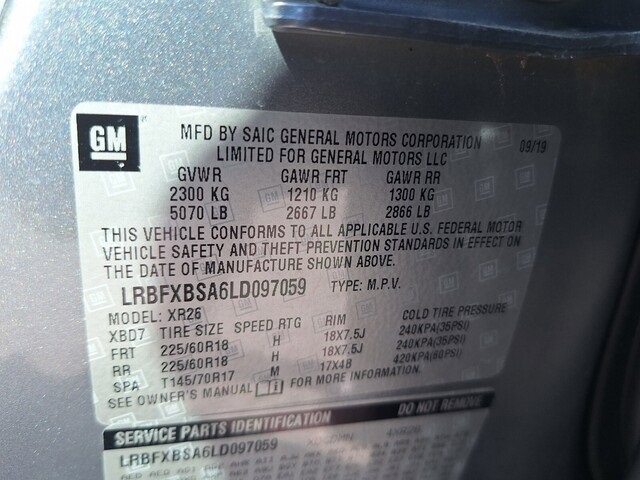 GM
MFD BY SAIC GENERAL MOTORS CORPORATION 09/19
LIMITED FOR GENERAL MOTORS LLC
GVWR GAWR FRT GAWR RR
2300 KG 1210 KG 1300 KG
5070 LB 2667 LB 2866 LB
THIS VEHICLE CONFORMS TO ALL APPLICABLE U.S. FEDERAL MOTOR
VEHICLE SAFETY AND THEFT PREVENTION STANDARDS IN EFFECT ON
THE DATE OF MANUFACTURE SHOWN ABOVE.
LRBFXBSA6LD097059 TYPE: M.P.V.
MODEL: XR26
XBD7 TIRE SIZE SPEED RTG RIM COLD TIRE PRESSURE
FRT 225/60R18 H 18X7.5J 240KPA(35PSI)
RR 225/60R18 H 18X7.5J 240KPA(35PSI)
SPA T145/70R17 M 17X4B 420KPA(60PSI)
SEE OWNER'S MANUAL FOR MORE INFORMATION.
SERVICE PARTS IDENTIFICATION DO NOT REMOVE
LRBFXBSA6LD097059 4XR26